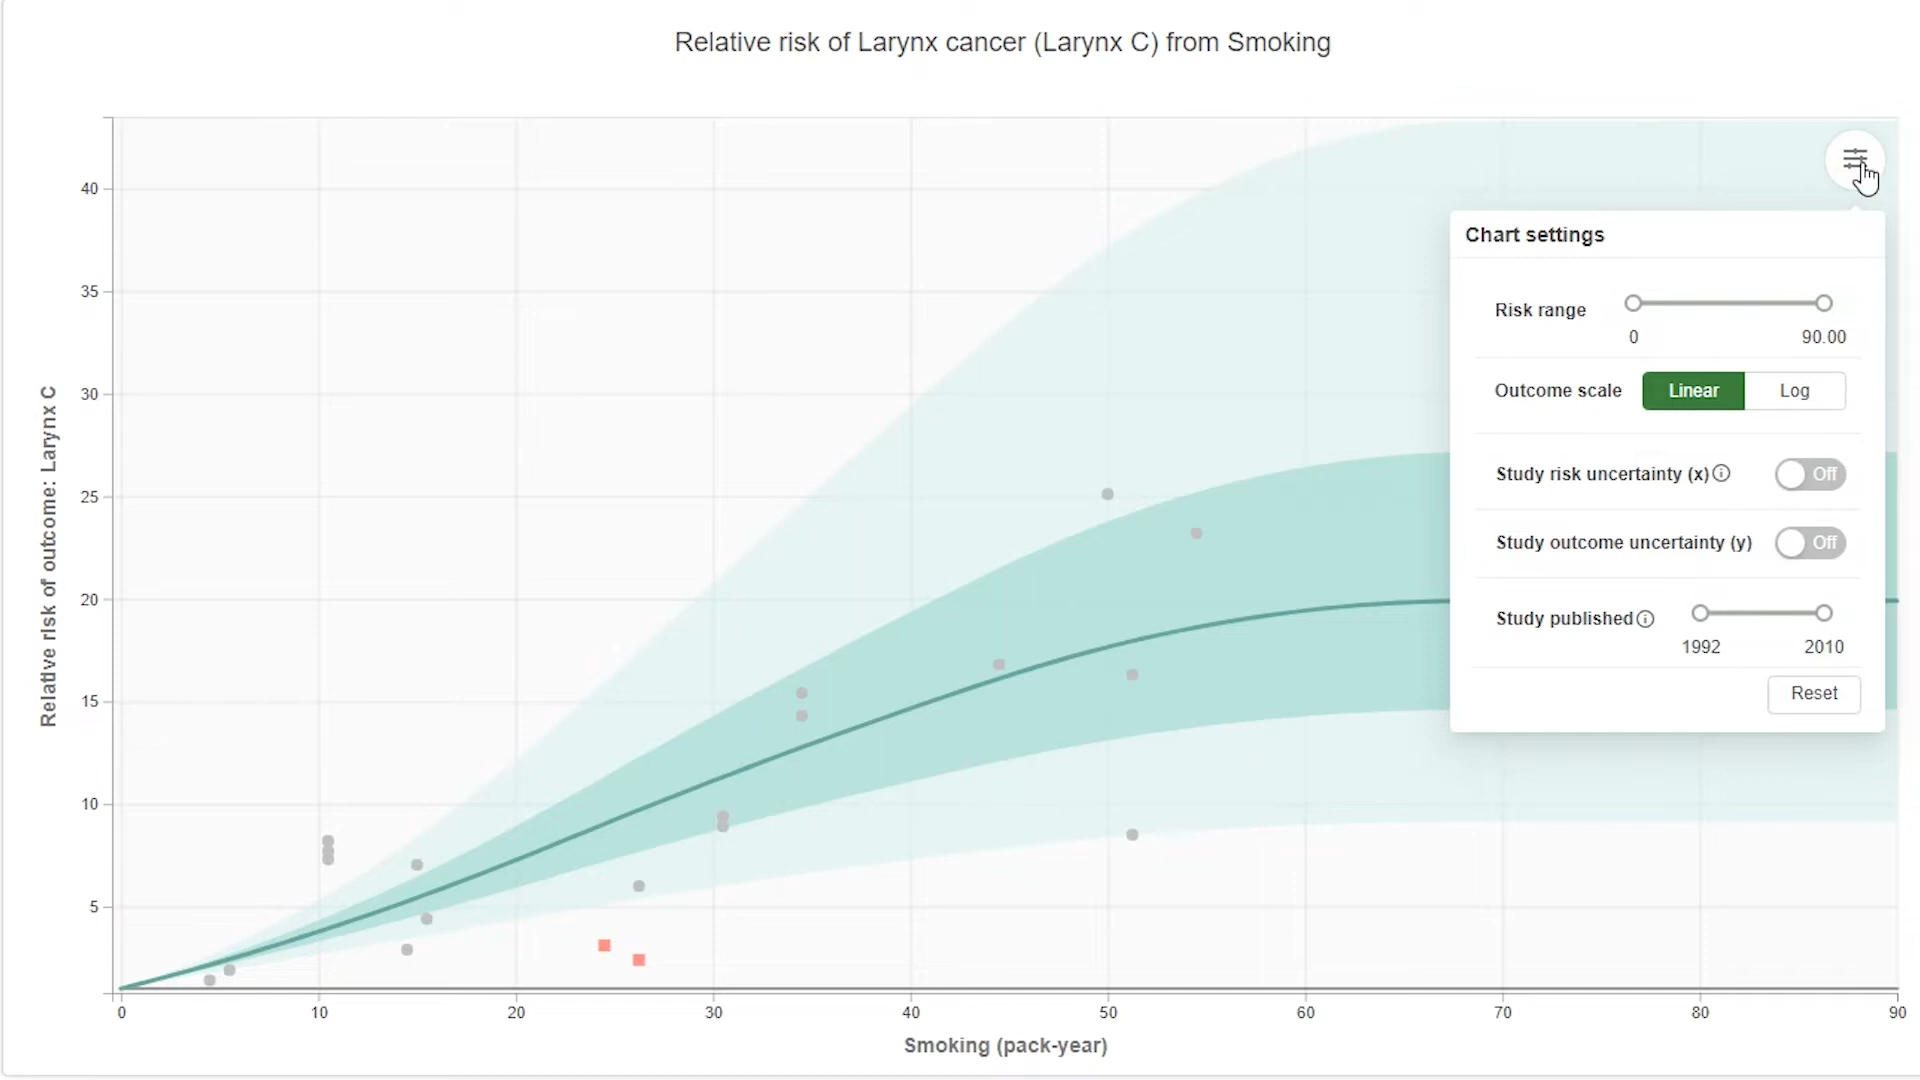 Relative risk of Larynx cancer (Larynx C) from Smoking
Relative risk of outcome: Larynx C
40
35
30
25
20
15
10
5
0 10 20 30 40 50 60 70 80 90
Smoking (pack-year)
Chart settings
Risk range
0 90.00
Outcome scale Linear Log
Study risk uncertainty (x) Off
Study outcome uncertainty (y) Off
Study published
1992 2010
Reset